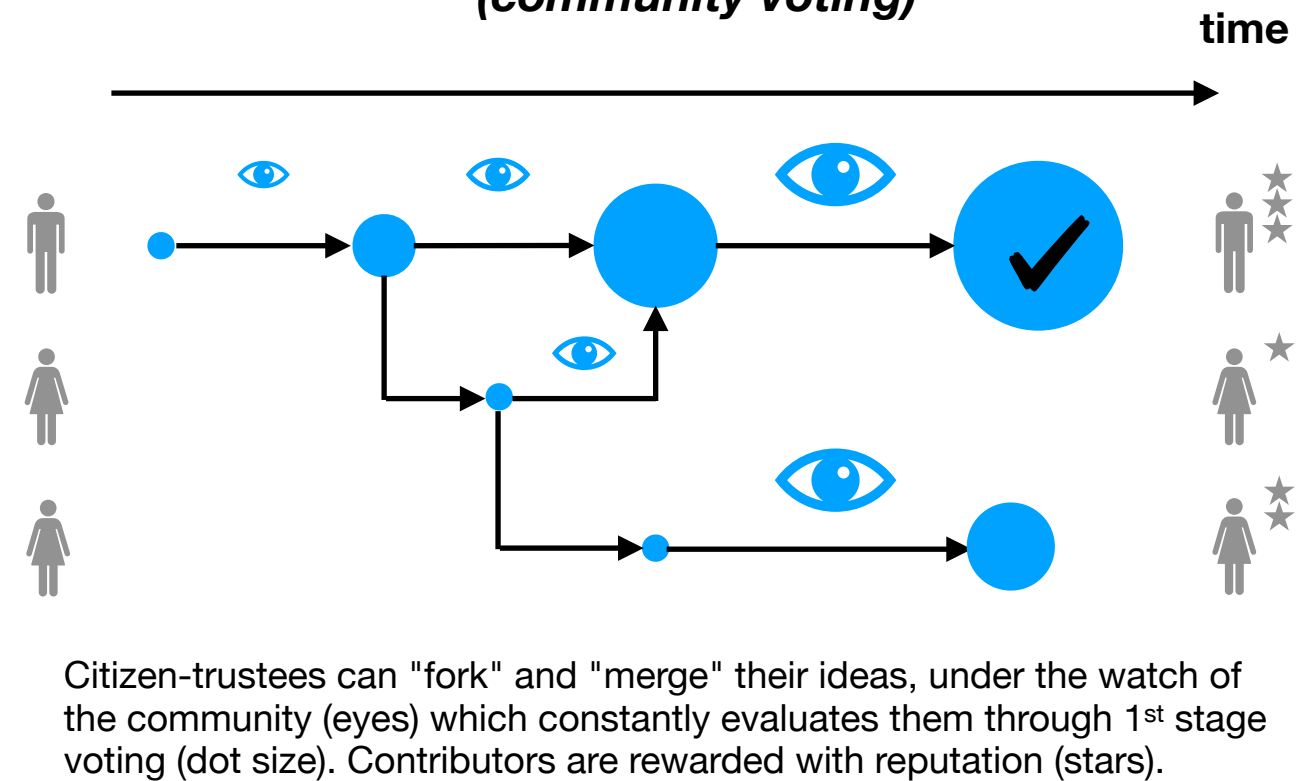 (community voting)
time
Citizen-trustees can "fork" and "merge" their ideas, under the watch of
the community (eyes) which constantly evaluates them through 1st stage
voting (dot size). Contributors are rewarded with reputation (stars).